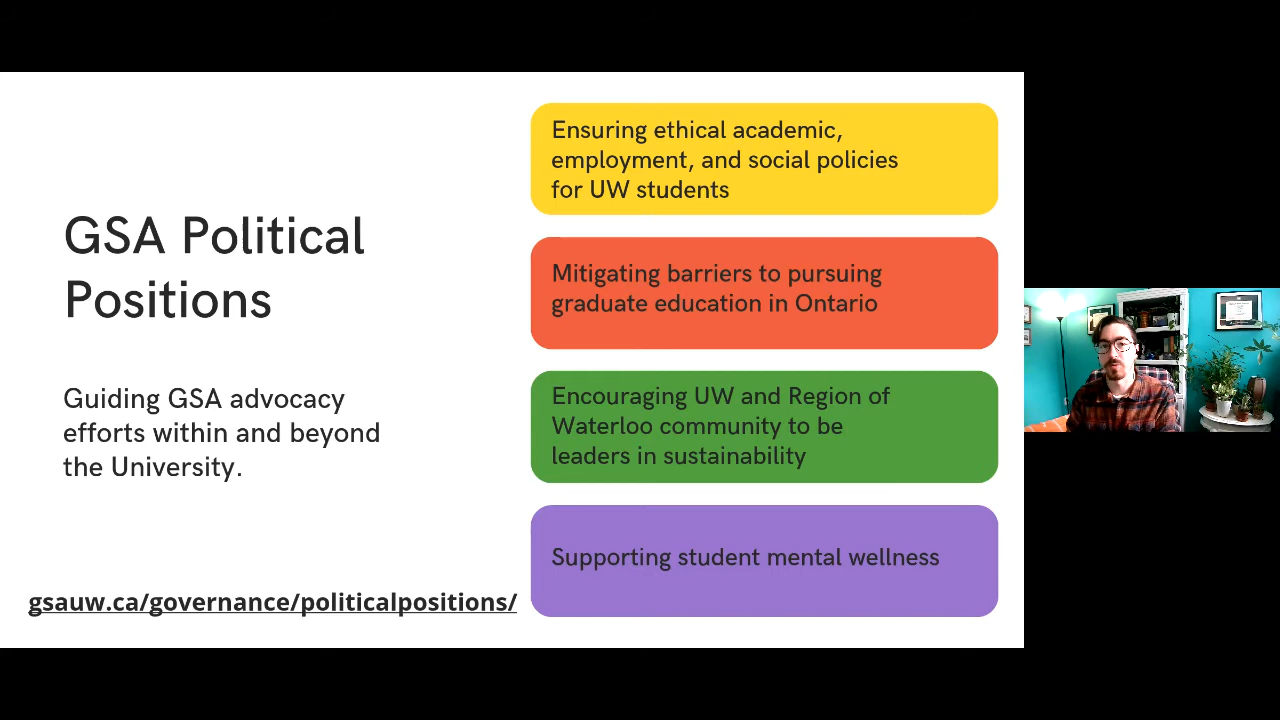 GSA Political
Positions
Guiding GSA advocacy
efforts within and beyond
the University.
gsauw.ca/governance/politicalpositions/
Ensuring ethical academic,
employment, and social policies
for UW students
Mitigating barriers to pursuing
graduate education in Ontario
Encouraging UW and Region of
Waterloo community to be
leaders in sustainability
Supporting student mental wellness